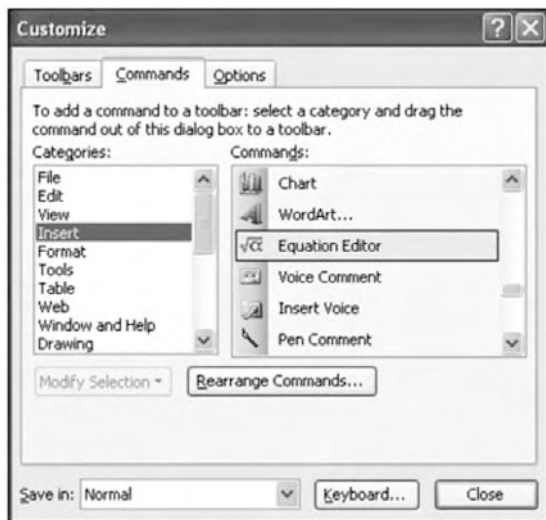 Customize
Toolbars Commands Options
To add a command to a toolbar: select a category and drag the
command out of this dialog box to a toolbar.
Categories: Commands:
File
Edit
View
Insert
Format
Tools
Table
Web
Window and Help
Drawing
Chart
WordArt...
Equation Editor
Voice Comment
Insert Voice
Pen Comment
Modify Selection Rearrange Commands...
Save in: Normal Keyboard... Close